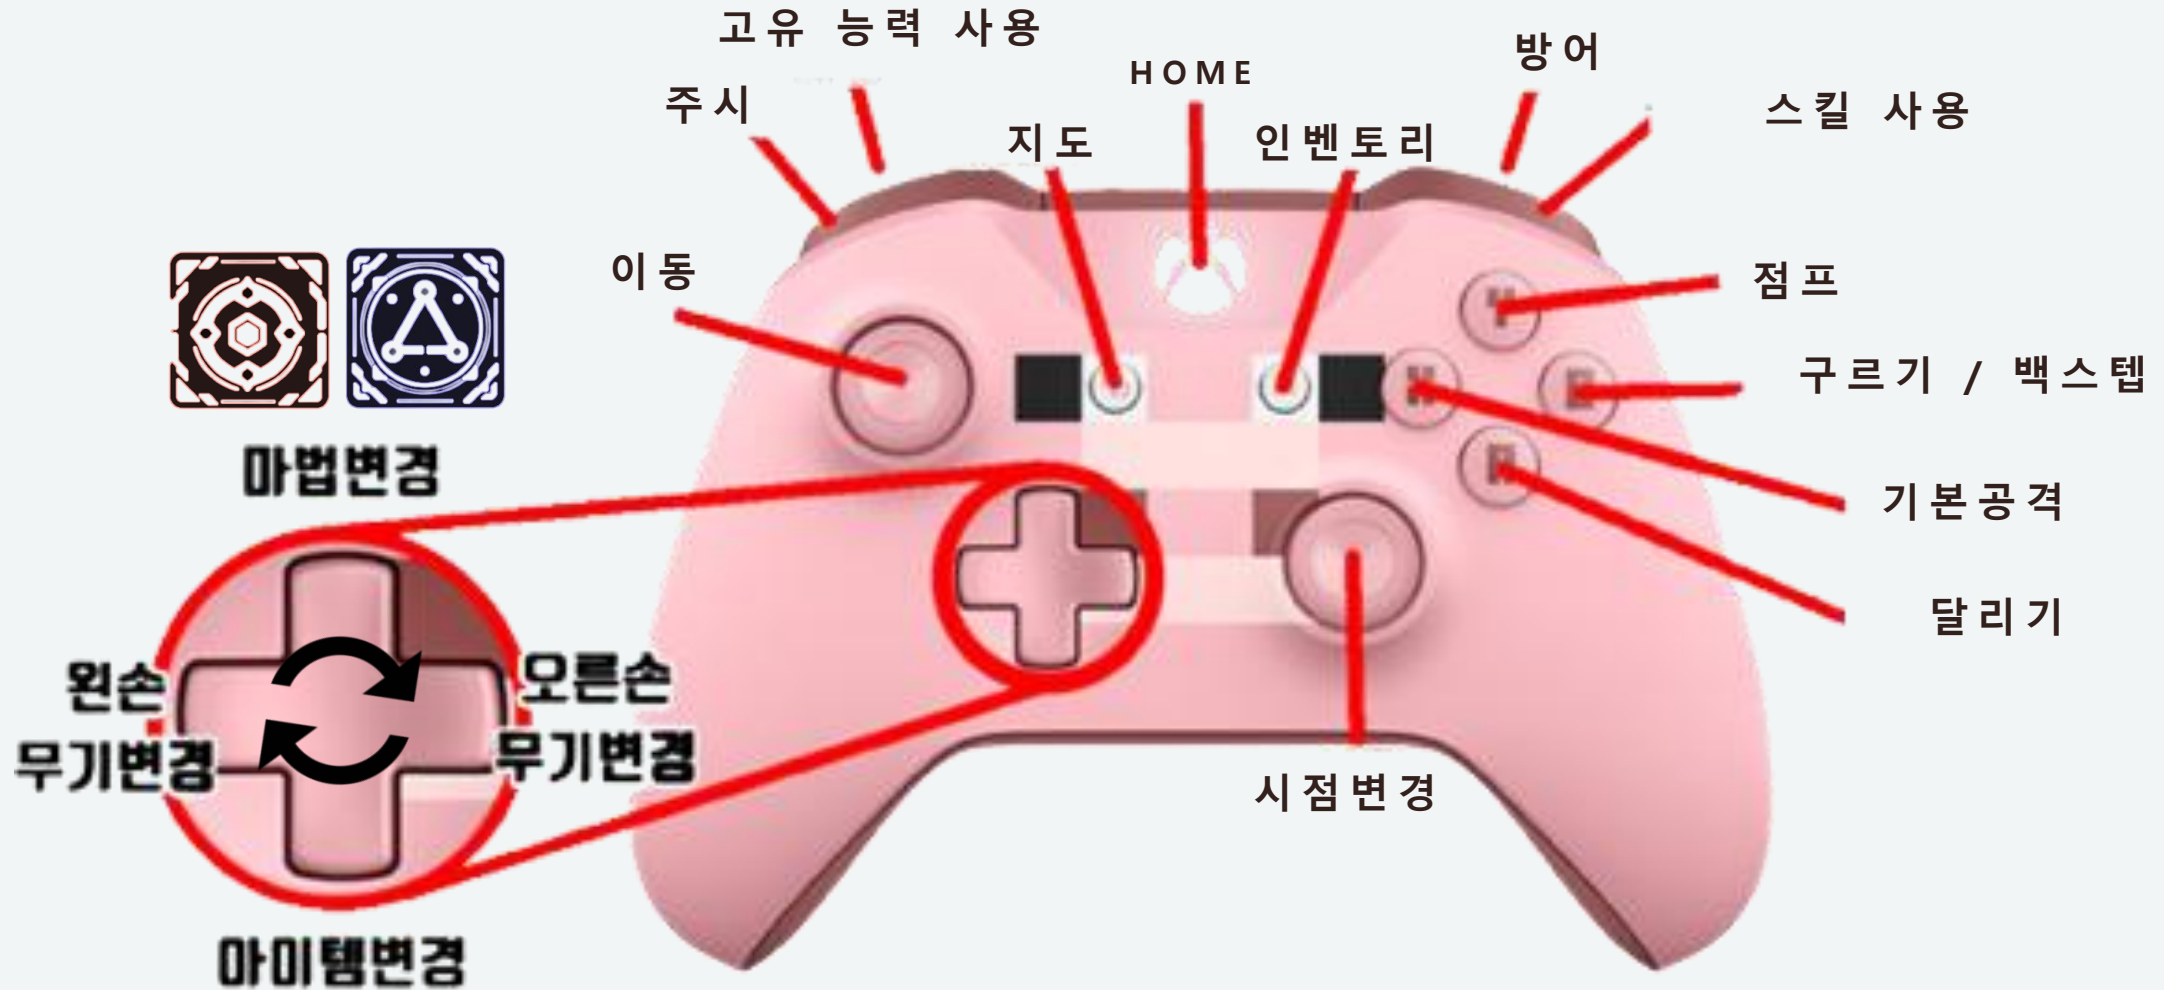 고유 능력 사용
방어
HOME
주시
스킬 사용
지도
인벤토리
이동
점프
구르기 / 백스텝
마법변경
기본공격
달리기
왼손
무기변경
오른손
무기변경
시점변경
아이템변경